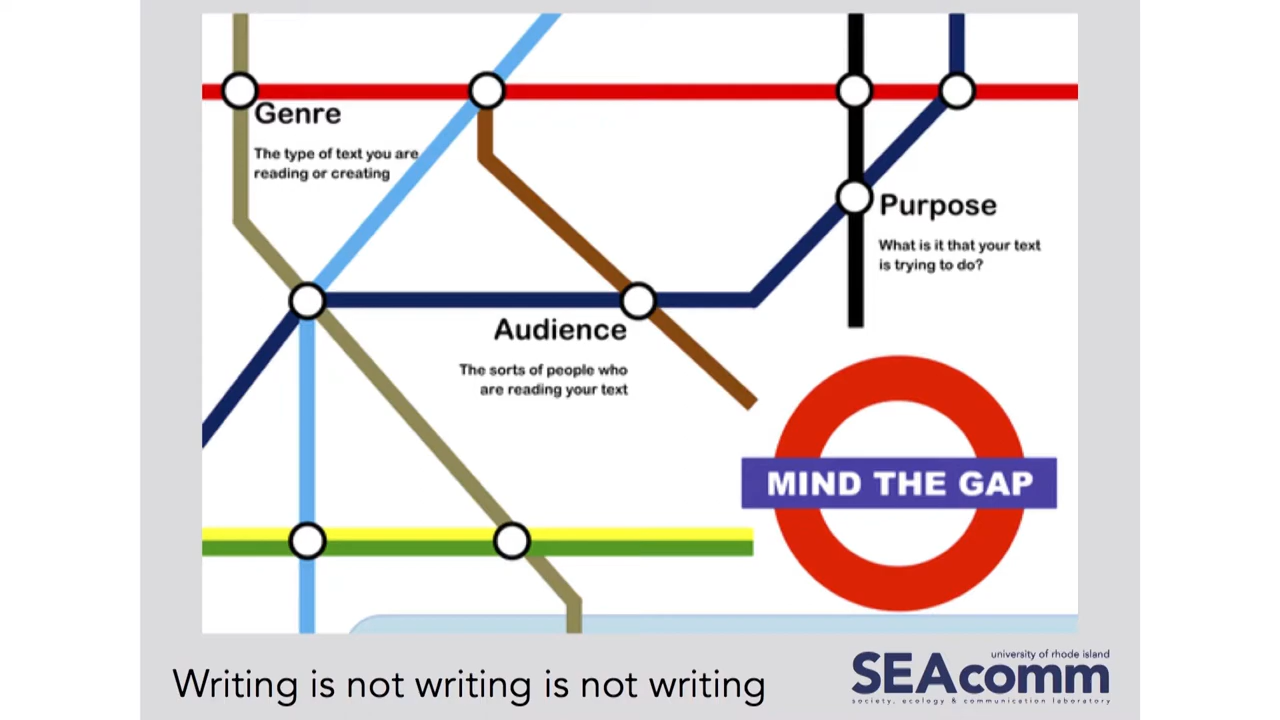 Genre
The type of text you are
reading or creating
Purpose
What is it that your text
is trying to do?
Audience
The sorts of people who
are reading your text
MIND THE GAP
Writing is not writing is not writing
university of rhode island
SEAcomm
society, ecology & communication laboratory